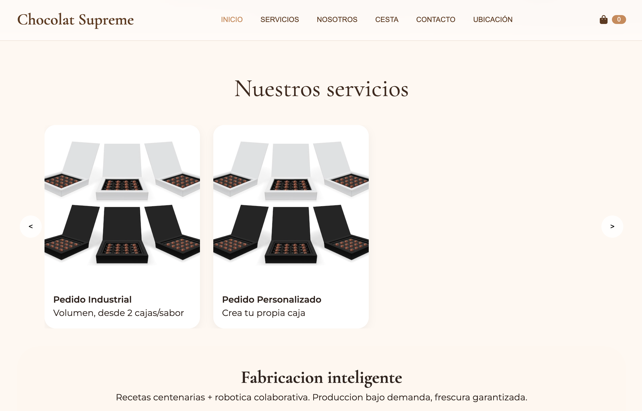 Chocolat Supreme
INICIO SERVICIOS NOSOTROS CESTA CONTACTO UBICACIÓN
0
Nuestros servicios
< >
Pedido Industrial
Volumen, desde 2 cajas/sabor
Pedido Personalizado
Crea tu propia caja
Fabricacion inteligente
Recetas centenarias + robotica colaborativa. Produccion bajo demanda, frescura garantizada.